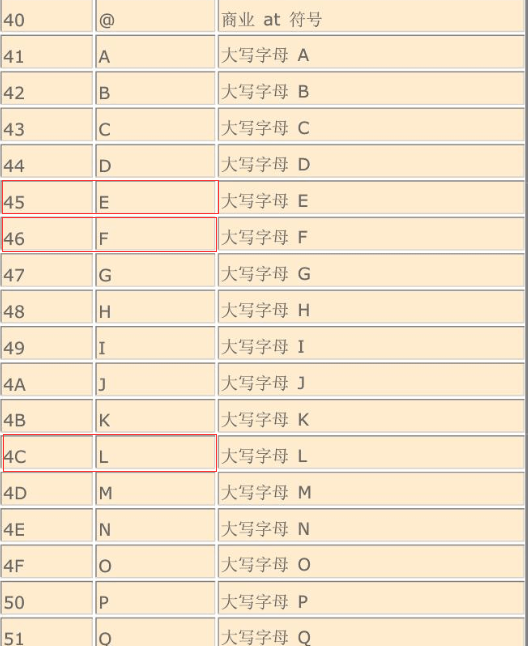 40 @ 商业 at 符号
41 A 大写字母 A
42 B 大写字母 B
43 C 大写字母 C
44 D 大写字母 D
45 E 大写字母 E
46 F 大写字母 F
47 G 大写字母 G
48 H 大写字母 H
49 I 大写字母 I
4A J 大写字母 J
4B K 大写字母 K
4C L 大写字母 L
4D M 大写字母 M
4E N 大写字母 N
4F O 大写字母 O
50 P 大写字母 P
51 Q 大写字母 Q